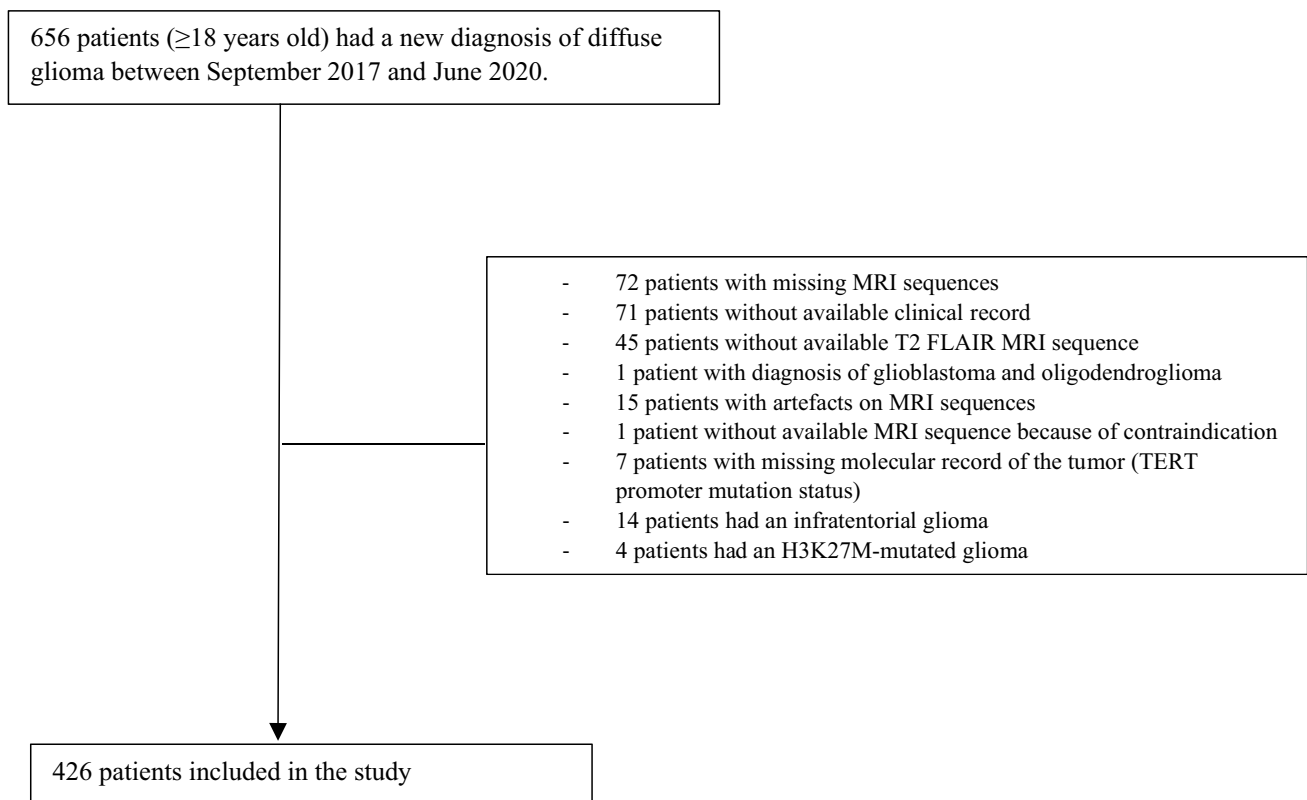 656 patients (≥18 years old) had a new diagnosis of diffuse
glioma between September 2017 and June 2020.
- 72 patients with missing MRI sequences
- 71 patients without available clinical record
- 45 patients without available T2 FLAIR MRI sequence
- 1 patient with diagnosis of glioblastoma and oligodendroglioma
- 15 patients with artefacts on MRI sequences
- 1 patient without available MRI sequence because of contraindication
- 7 patients with missing molecular record of the tumor (TERT
promoter mutation status)
- 14 patients had an infratentorial glioma
- 4 patients had an H3K27M-mutated glioma
426 patients included in the study